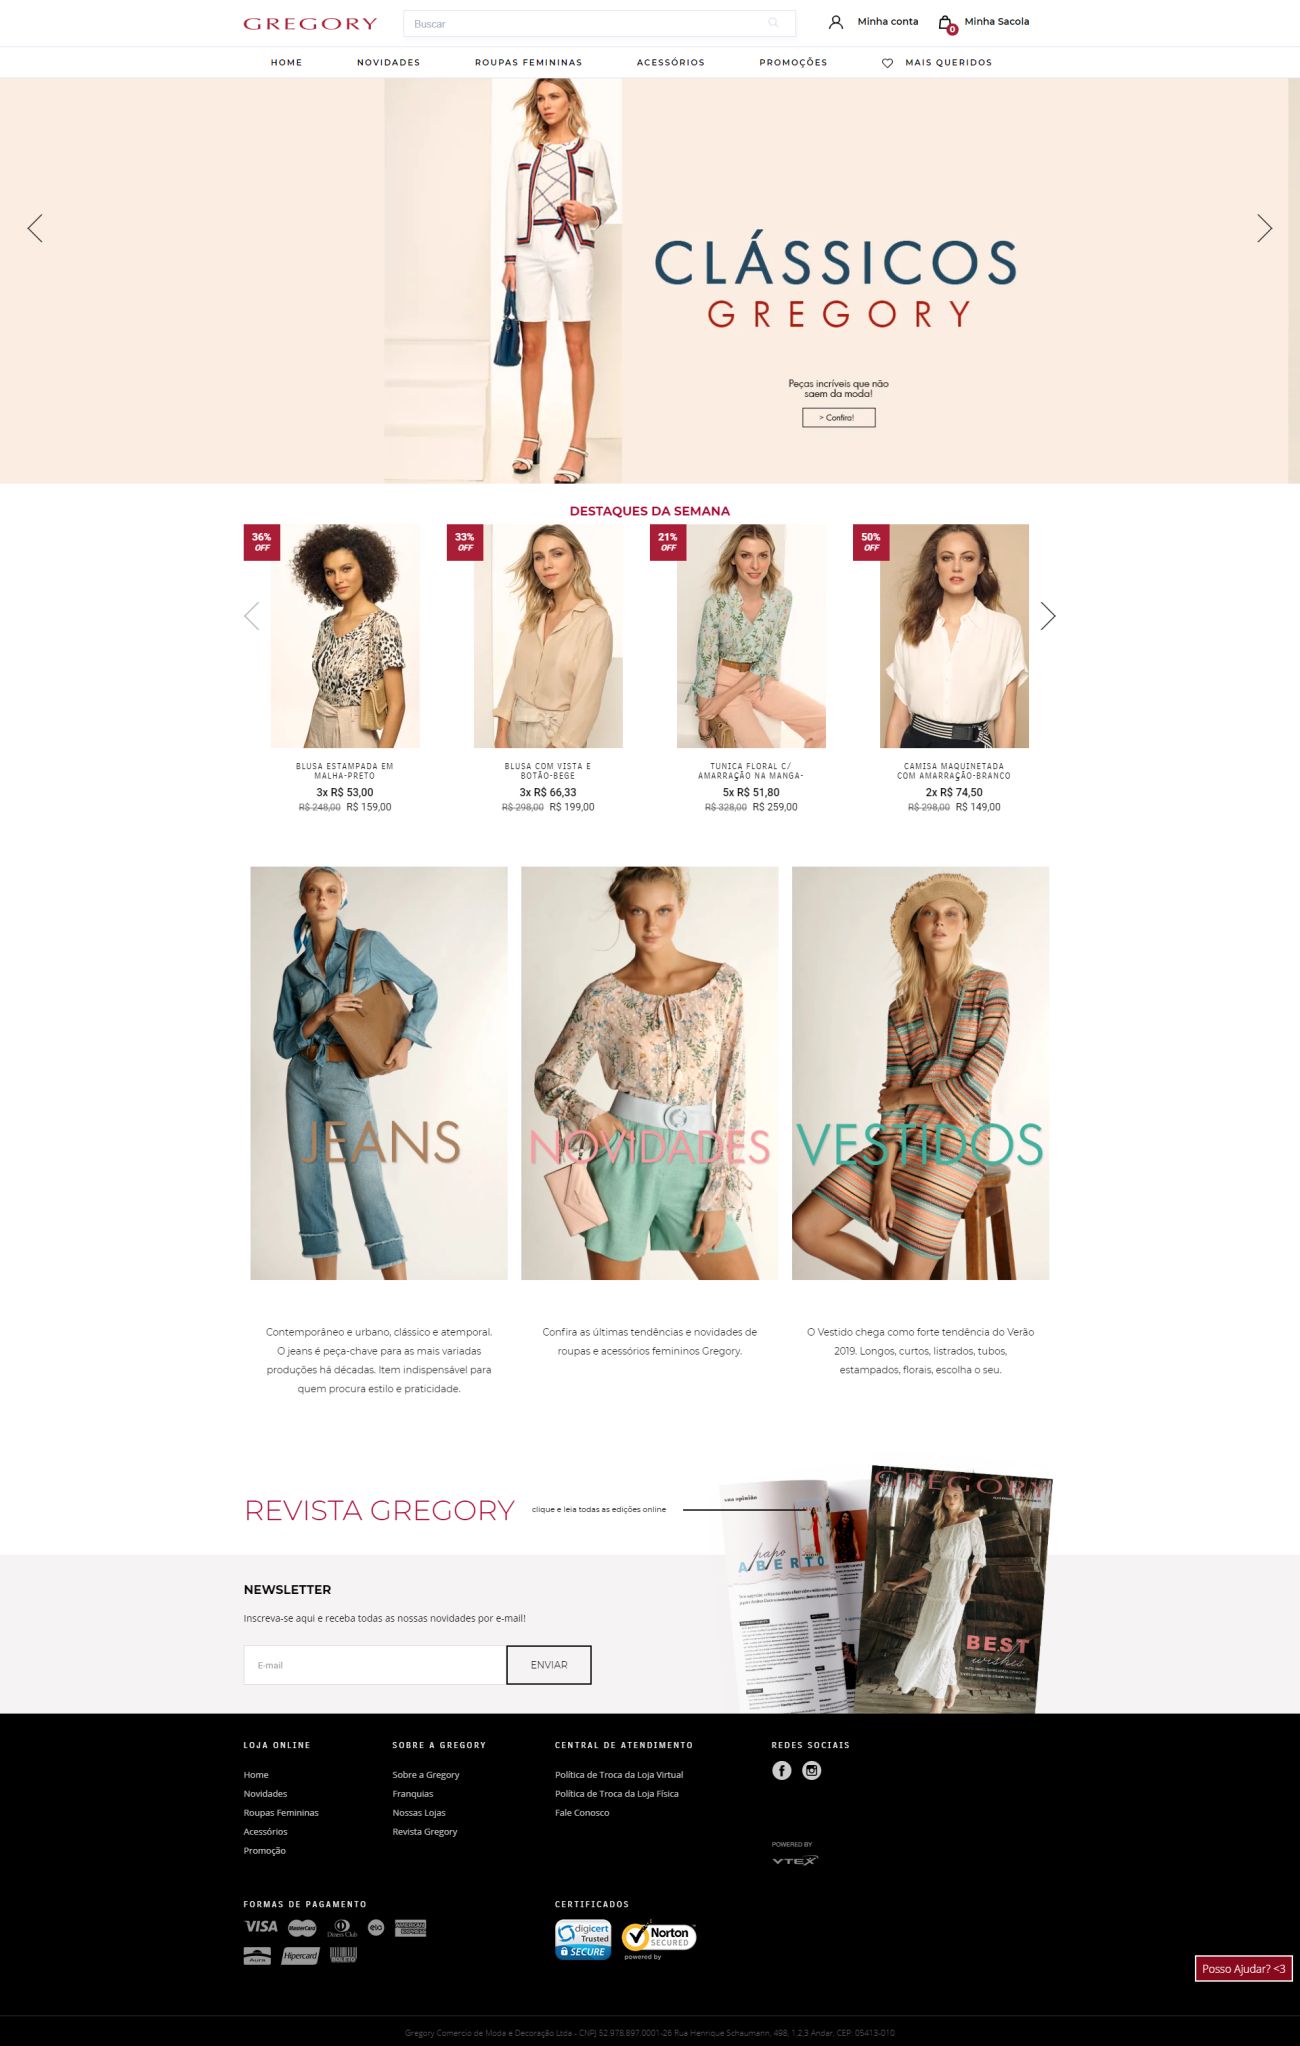 GREGORY
Buscar
Minha conta
0
Minha Sacola
HOME
NOVIDADES
ROUPAS FEMININAS
ACESSÓRIOS
PROMOÇÕES
MAIS QUERIDOS
CLÁSSICOS
GREGORY
Peças incríveis que não
saem da moda!
> Confira!
DESTAQUES DA SEMANA
36%
OFF
33%
OFF
21%
OFF
50%
OFF
BLUSA ESTAMPADA EM
MALHA-PRETO
3x R$ 53,00
R$ 248,00 R$ 159,00
BLUSA COM VISTA E
BOTÃO-BEGE
3x R$ 66,33
R$ 298,00 R$ 199,00
TUNICA FLORAL C/
AMARRAÇÃO NA MANGA-
5x R$ 51,80
R$ 328,00 R$ 259,00
CAMISA MAQUINETADA
COM AMARRAÇÃO-BRANCO
2x R$ 74,50
R$ 298,00 R$ 149,00
JEANS
NOVIDADES
VESTIDOS
Contemporâneo e urbano, clássico e atemporal.
O jeans é peça-chave para as mais variadas
produções há décadas. Item indispensável para
quem procura estilo e praticidade.
Confira as últimas tendências e novidades de
roupas e acessórios femininos Gregory.
O Vestido chega como forte tendência do Verão
2019. Longos, curtos, listrados, tubos,
estampados, florais, escolha o seu.
REVISTA GREGORY
clique e leia todas as edições online
sua opinião
papo
ABERTO
GREGORY
BEST
wishes
NEWSLETTER
Inscreva-se aqui e receba todas as nossas novidades por e-mail!
E-mail
ENVIAR
LOJA ONLINE
Home
Novidades
Roupas Femininas
Acessórios
Promoção
SOBRE A GREGORY
Sobre a Gregory
Franquias
Nossas Lojas
Revista Gregory
CENTRAL DE ATENDIMENTO
Política de Troca da Loja Virtual
Política de Troca da Loja Física
Fale Conosco
REDES SOCIAIS
POWERED BY
VTEX
FORMAS DE PAGAMENTO
VISA
MasterCard
Diners Club
elo
AMERICAN EXPRESS
Aura
Hipercard
BOLETO
CERTIFICADOS
digicert
Trusted
SECURE
Norton
SECURED
powered by
Posso Ajudar? <3
Gregory Comercio de Moda e Decoração Ltda - CNPJ 52.978.897.0001-26 Rua Henrique Schaumann, 498, 1,2,3 Andar, CEP: 05413-010